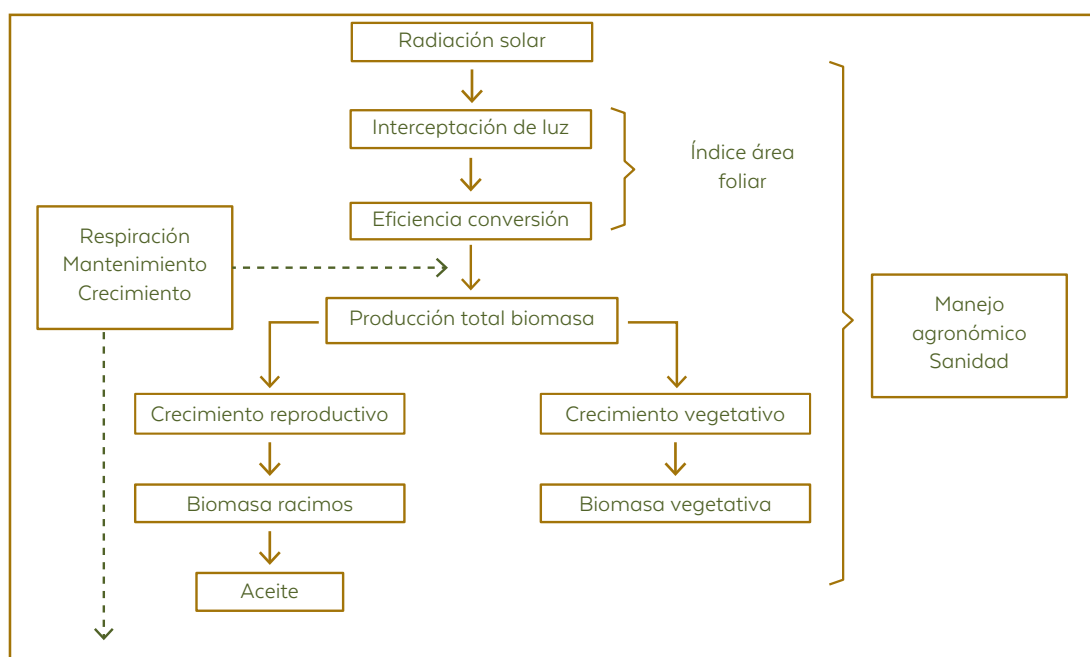 Radiación solar
Interceptación de luz
Índice área
foliar
Eficiencia conversión
Respiración
Mantenimiento
Crecimiento
Producción total biomasa
Manejo
agronómico
Sanidad
Crecimiento reproductivo
Crecimiento vegetativo
Biomasa racimos
Biomasa vegetativa
Aceite